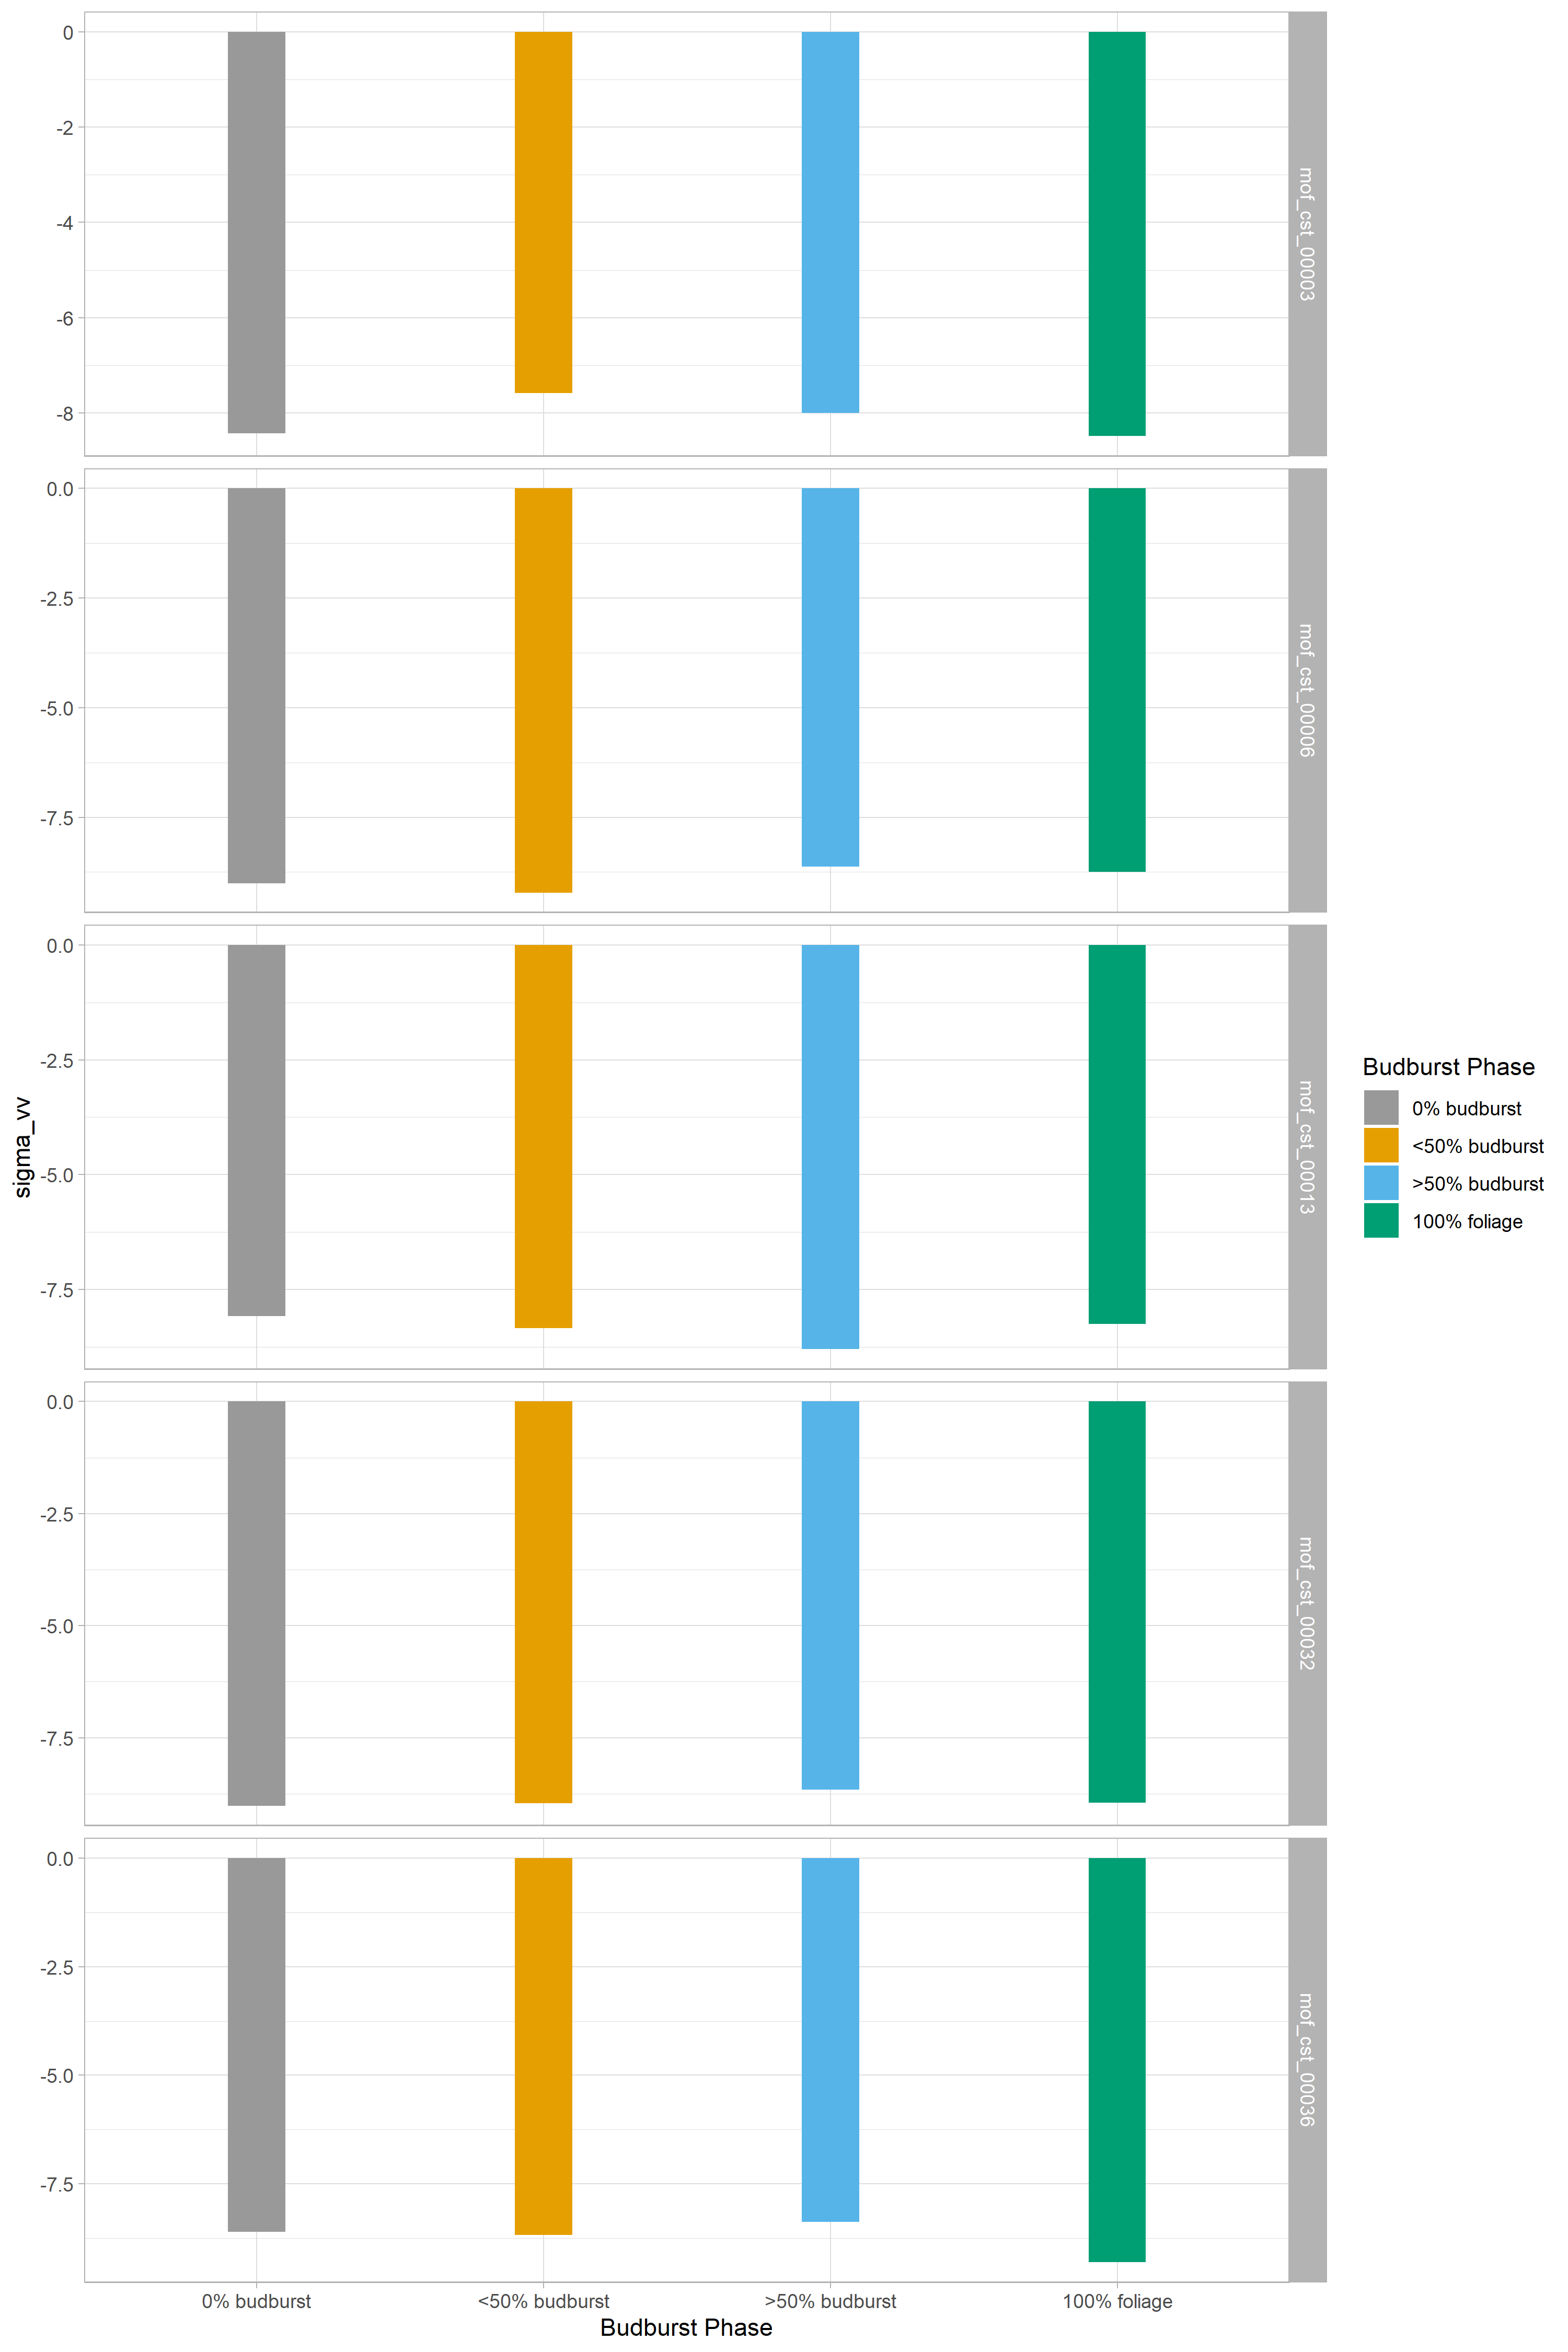 0
-2
-4
-6
-8
mof_cst_00003
0.0
-2.5
-5.0
-7.5
mof_cst_00006
0.0
-2.5
-5.0
-7.5
mof_cst_00013
0.0
-2.5
-5.0
-7.5
mof_cst_00032
0.0
-2.5
-5.0
-7.5
mof_cst_00036
sigma_vv
0% budburst
<50% budburst
>50% budburst
100% foliage
Budburst Phase
Budburst Phase
0% budburst
<50% budburst
>50% budburst
100% foliage